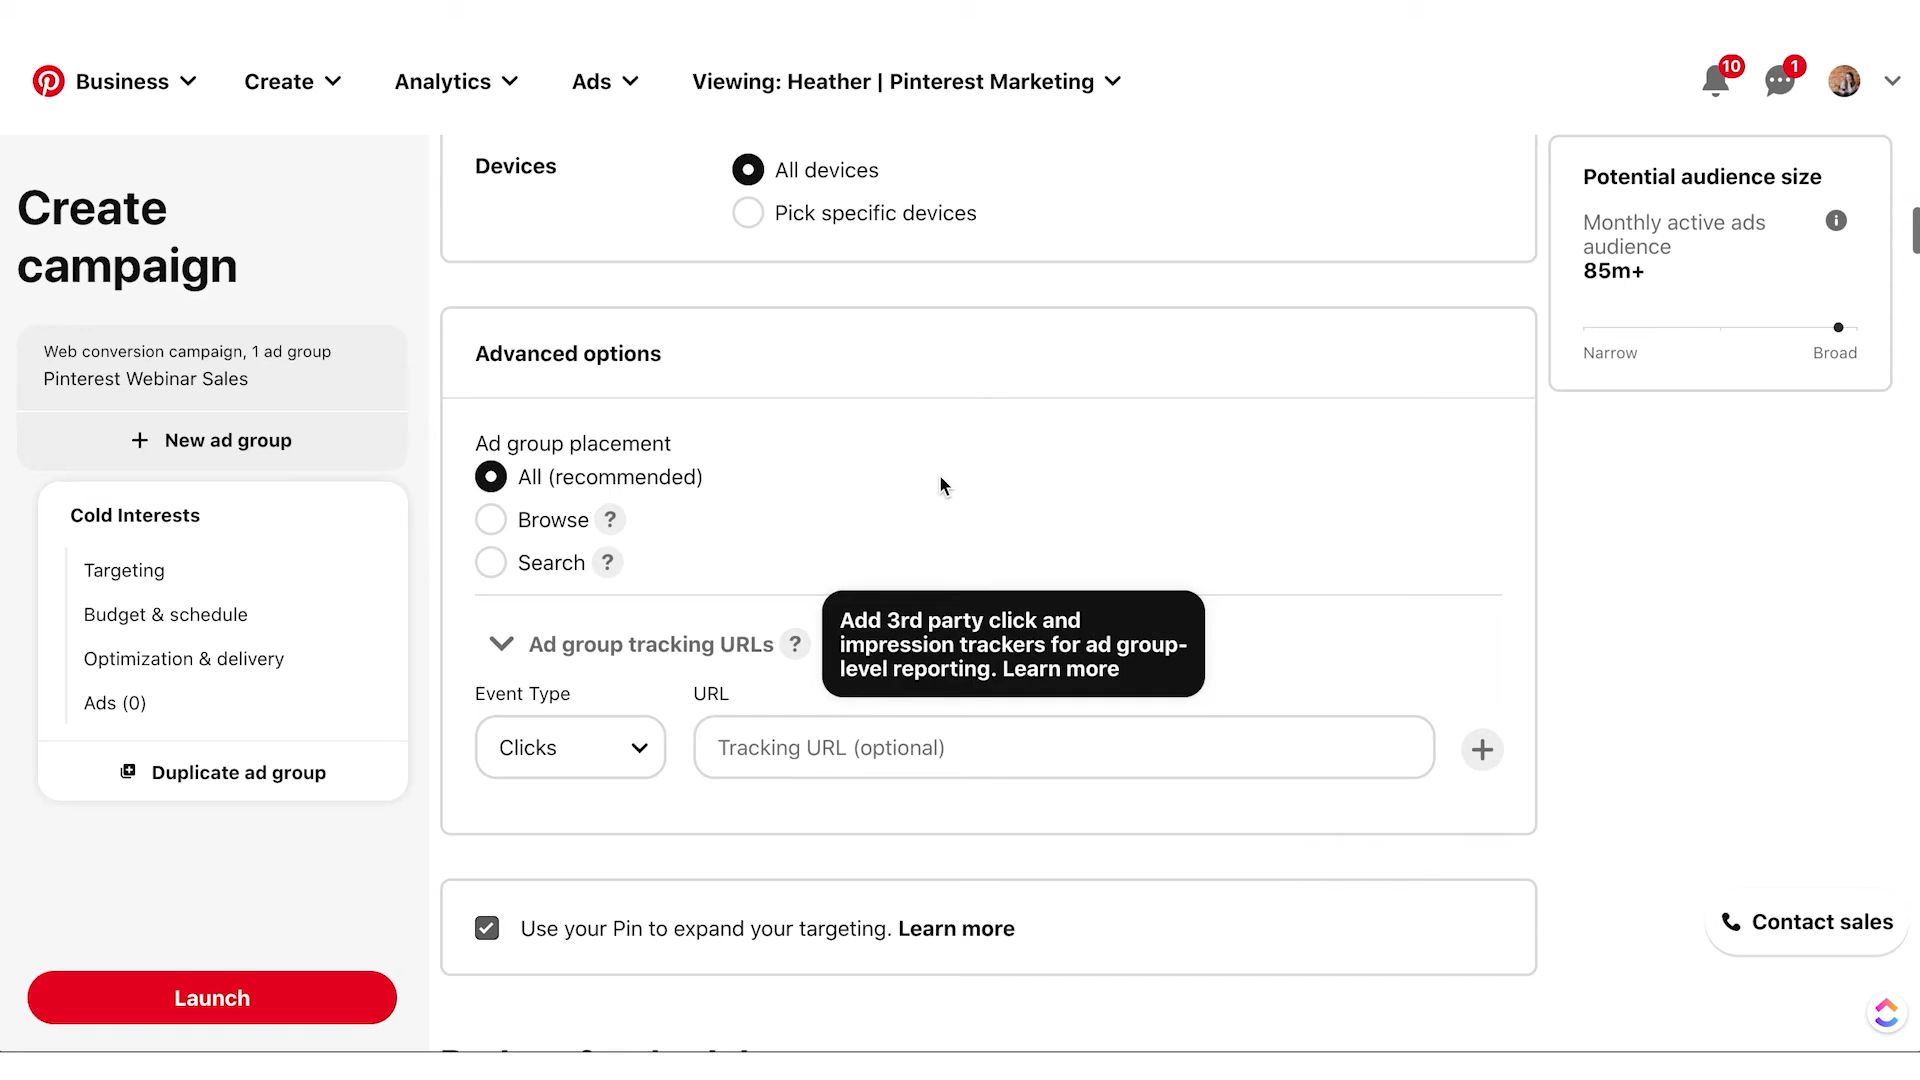 Business
Create
Analytics
Ads
Viewing: Heather | Pinterest Marketing
10
1
Create
campaign
Web conversion campaign, 1 ad group
Pinterest Webinar Sales
New ad group
Cold Interests
Targeting
Budget & schedule
Optimization & delivery
Ads (0)
Duplicate ad group
Launch
Devices
All devices
Pick specific devices
Advanced options
Ad group placement
All (recommended)
Browse ?
Search ?
Ad group tracking URLs ?
Add 3rd party click and
impression trackers for ad group-
level reporting. Learn more
Event Type
URL
Clicks
Tracking URL (optional)
Use your Pin to expand your targeting. Learn more
Potential audience size
Monthly active ads
audience
85m+
Narrow
Broad
Contact sales